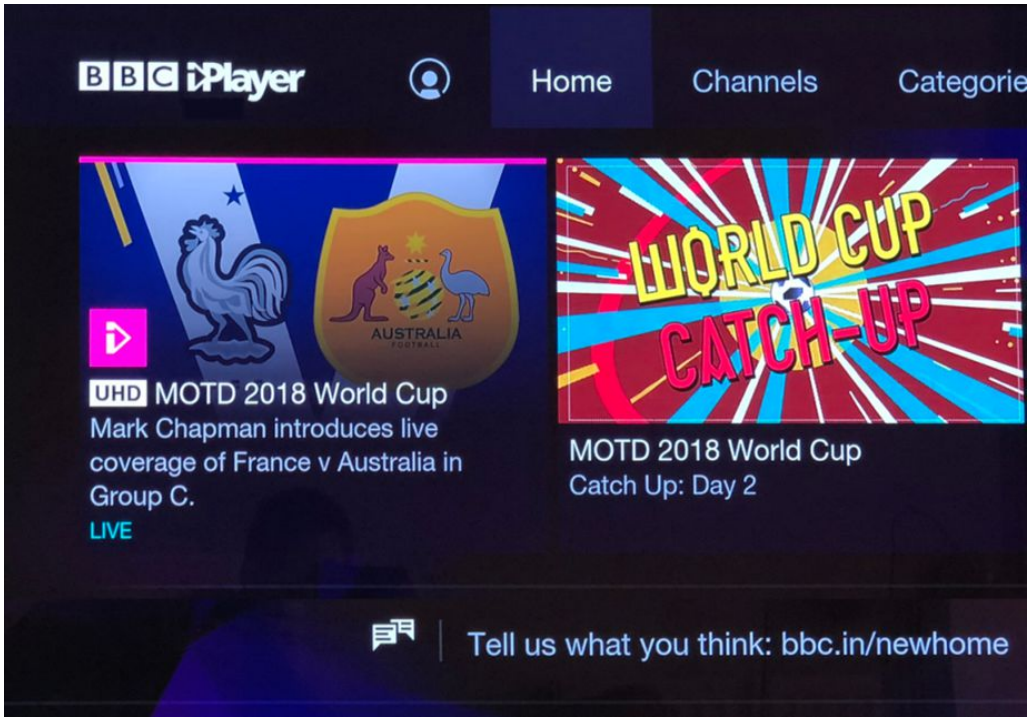 BBC iPlayer
Home
Channels
Categorie
AUSTRALIA
FOOTBALL
UHD MOTD 2018 World Cup
Mark Chapman introduces live
coverage of France v Australia in
Group C.
LIVE
WORLD CUP
CATCH-UP
MOTD 2018 World Cup
Catch Up: Day 2
Tell us what you think: bbc.in/newhome